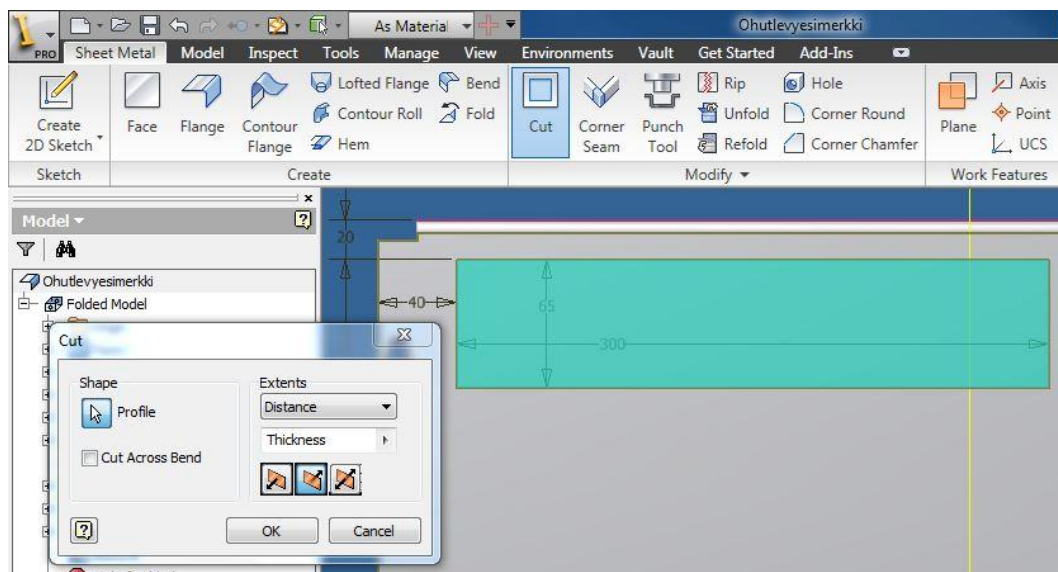 As Material
Ohutlevyesimerkki
PRO Sheet Metal Model Inspect Tools Manage View Environments Vault Get Started Add-Ins
Create 2D Sketch
Face
Flange
Contour Flange
Lofted Flange
Contour Roll
Hem
Bend
Fold
Cut
Corner Seam
Punch Tool
Rip
Unfold
Refold
Hole
Corner Round
Corner Chamfer
Plane
Axis
Point
UCS
Sketch Create Modify Work Features
Model
Ohutlevyesimerkki
Folded Model
20
40
65
300
Cut
Shape
Profile
Cut Across Bend
Extents
Distance
Thickness
OK Cancel